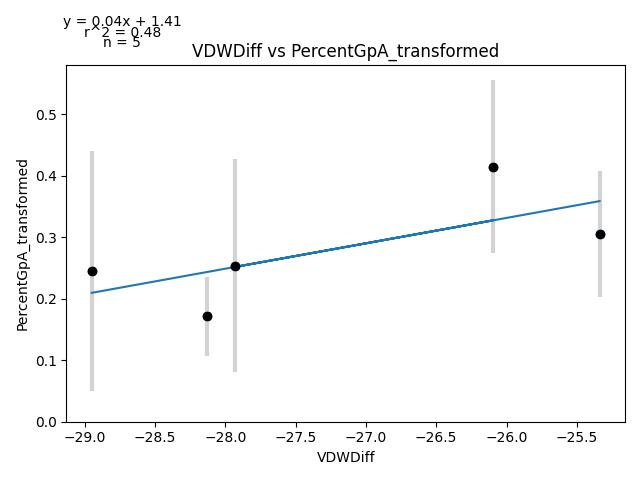 y = 0.04x + 1.41
r^2 = 0.48
n = 5
VDWDiff vs PercentGpA_transformed
PercentGpA_transformed
0.5
0.4
0.3
0.2
0.1
0.0
−29.0 −28.5 −28.0 −27.5 −27.0 −26.5 −26.0 −25.5
VDWDiff